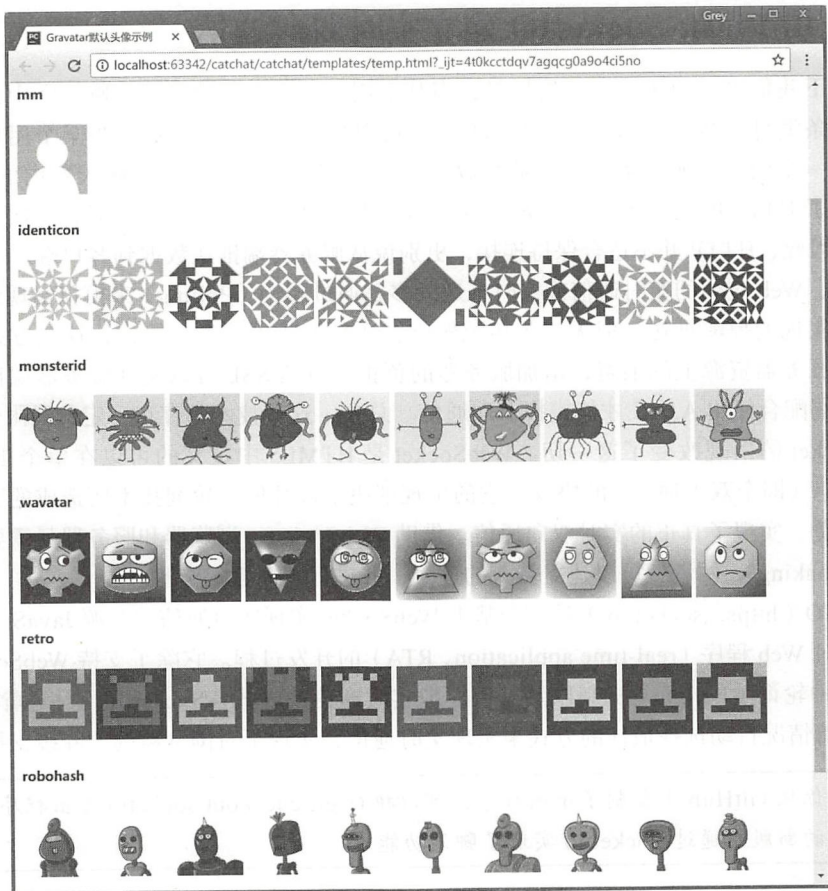 Grey
Gravatar默认头像示例
localhost:63342/catchat/catchat/templates/temp.html?_ijt=4t0kcctdqv7agqcg0a9o4ci5no
mm
identicon
monsterid
wavatar
retro
robohash